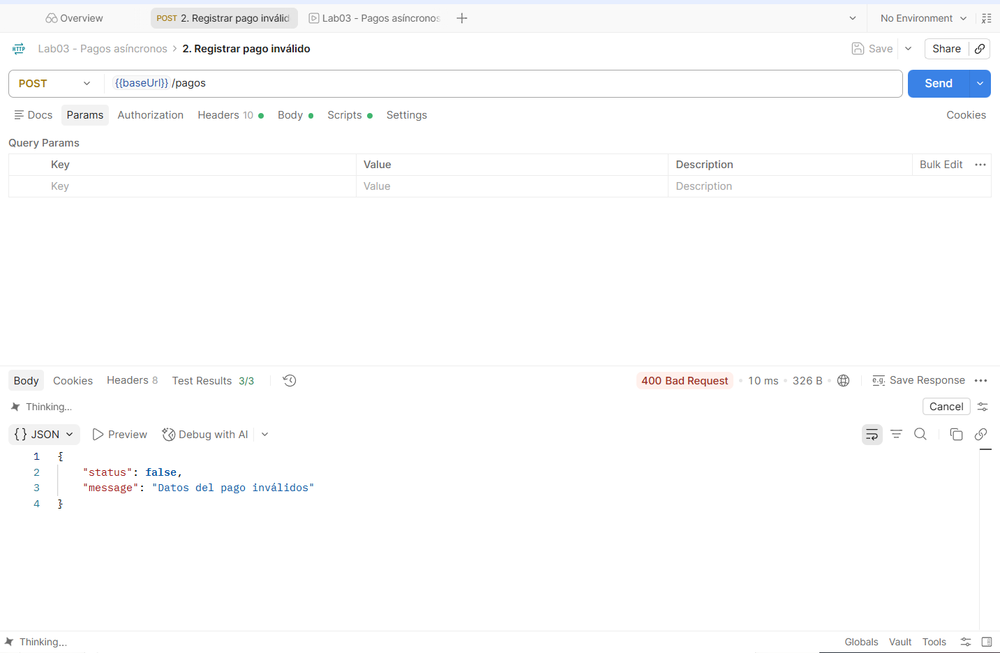 Overview POST 2. Registrar pago inválid Lab03 - Pagos asíncronos No Environment
HTTP Lab03 - Pagos asíncronos > 2. Registrar pago inválido Save Share
POST {{baseUrl}} /pagos Send
Docs Params Authorization Headers 10 Body Scripts Settings Cookies
Query Params
Key Value Description Bulk Edit
Key Value Description
Body Cookies Headers 8 Test Results 3/3 400 Bad Request 10 ms 326 B e.g. Save Response
Thinking... Cancel
{} JSON Preview Debug with AI
1 {
2 "status": false,
3 "message": "Datos del pago inválidos"
4 }
Thinking... Globals Vault Tools